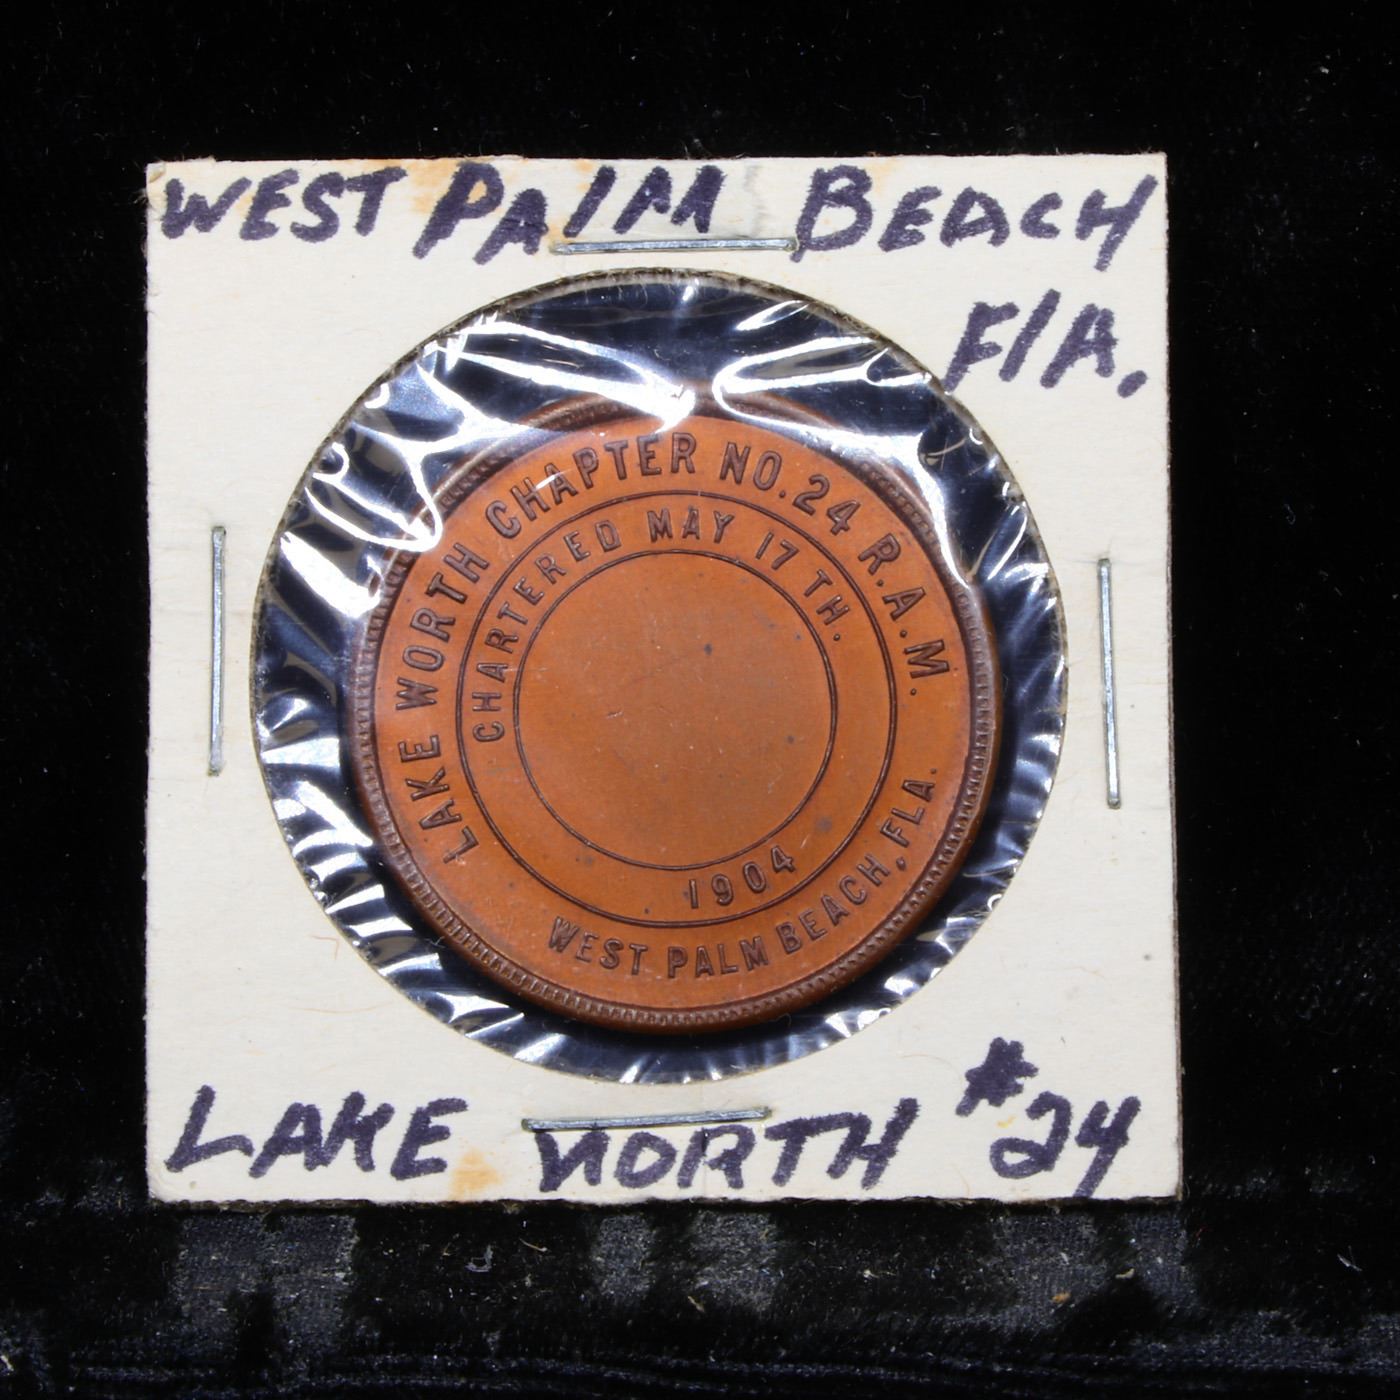 WEST PAlM BEACH
FlA.
LAKE WORTH CHAPTER NO. 24 R. A. M.
CHARTERED MAY 17 TH.
1904
WEST PALM BEACH, FLA.
LAKE WORTH #24